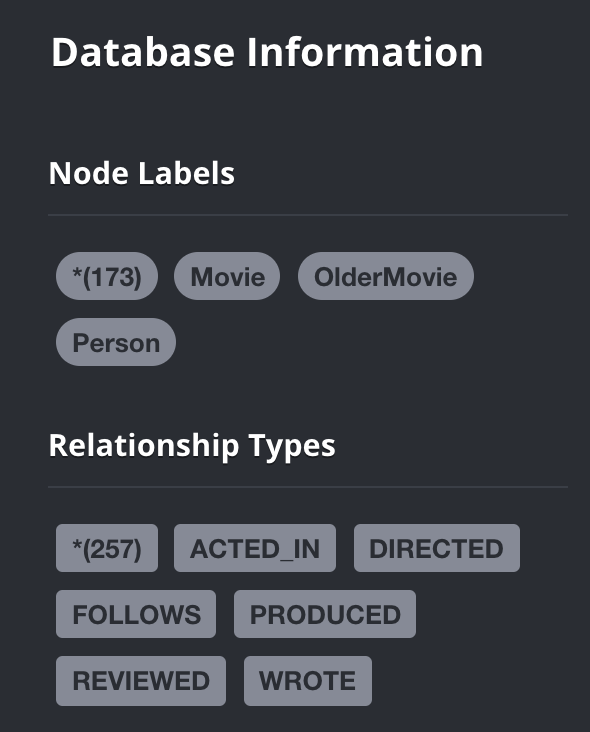 Database Information
Node Labels
*(173) Movie OlderMovie
Person
Relationship Types
*(257) ACTED_IN DIRECTED
FOLLOWS PRODUCED
REVIEWED WROTE